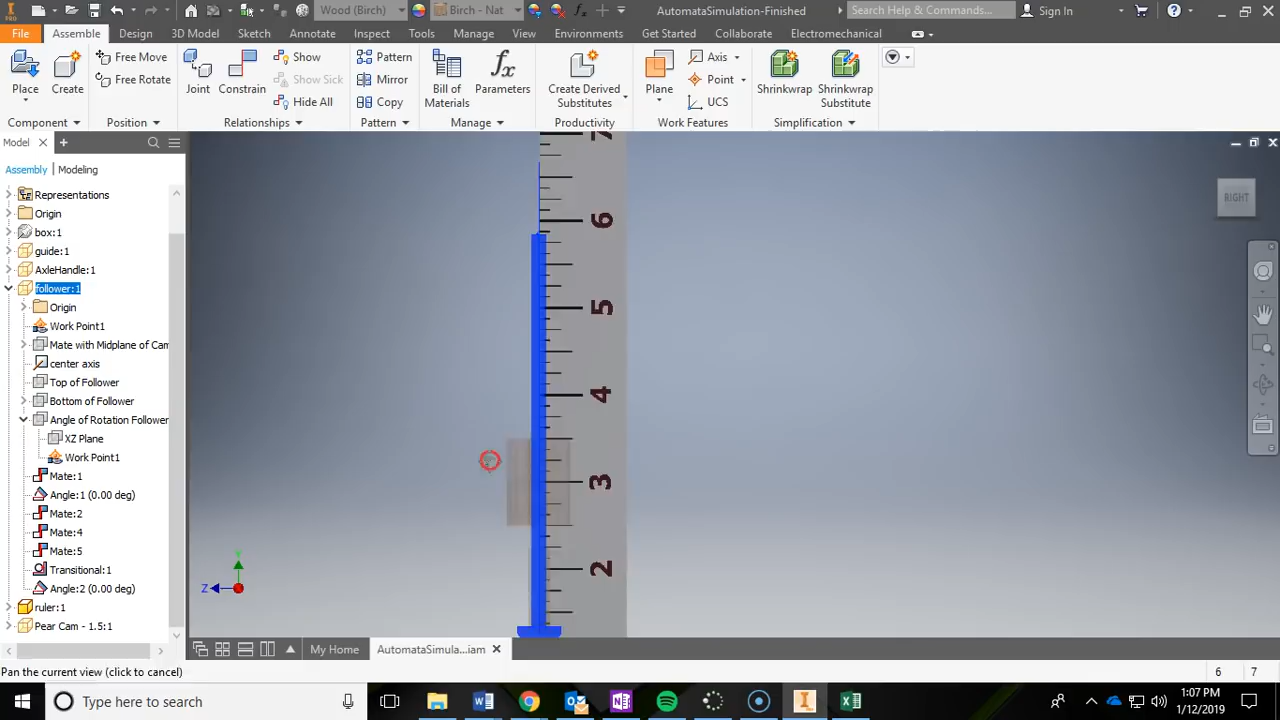 PRO
Wood (Birch)
Birch - Nat
AutomataSimulation-Finished
Search Help & Commands...
Sign In
File
Assemble
Design
3D Model
Sketch
Annotate
Inspect
Tools
Manage
View
Environments
Get Started
Collaborate
Electromechanical
Place
Create
Free Move
Free Rotate
Joint
Constrain
Show
Show Sick
Hide All
Pattern
Mirror
Copy
Bill of Materials
Parameters
Create Derived Substitutes
Plane
Axis
Point
UCS
Shrinkwrap
Shrinkwrap Substitute
Component
Position
Relationships
Pattern
Manage
Productivity
Work Features
Simplification
Model
Assembly
Modeling
Representations
Origin
box:1
guide:1
AxleHandle:1
follower:1
Origin
Work Point1
Mate with Midplane of Cam
center axis
Top of Follower
Bottom of Follower
Angle of Rotation Follower
XZ Plane
Work Point1
Mate:1
Angle:1 (0.00 deg)
Mate:2
Mate:4
Mate:5
Transitional:1
Angle:2 (0.00 deg)
ruler:1
Pear Cam - 1.5:1
7
6
5
4
3
2
RIGHT
Y
Z
My Home
AutomataSimula...iam
Pan the current view (click to cancel)
6
7
Type here to search
1:07 PM
1/12/2019